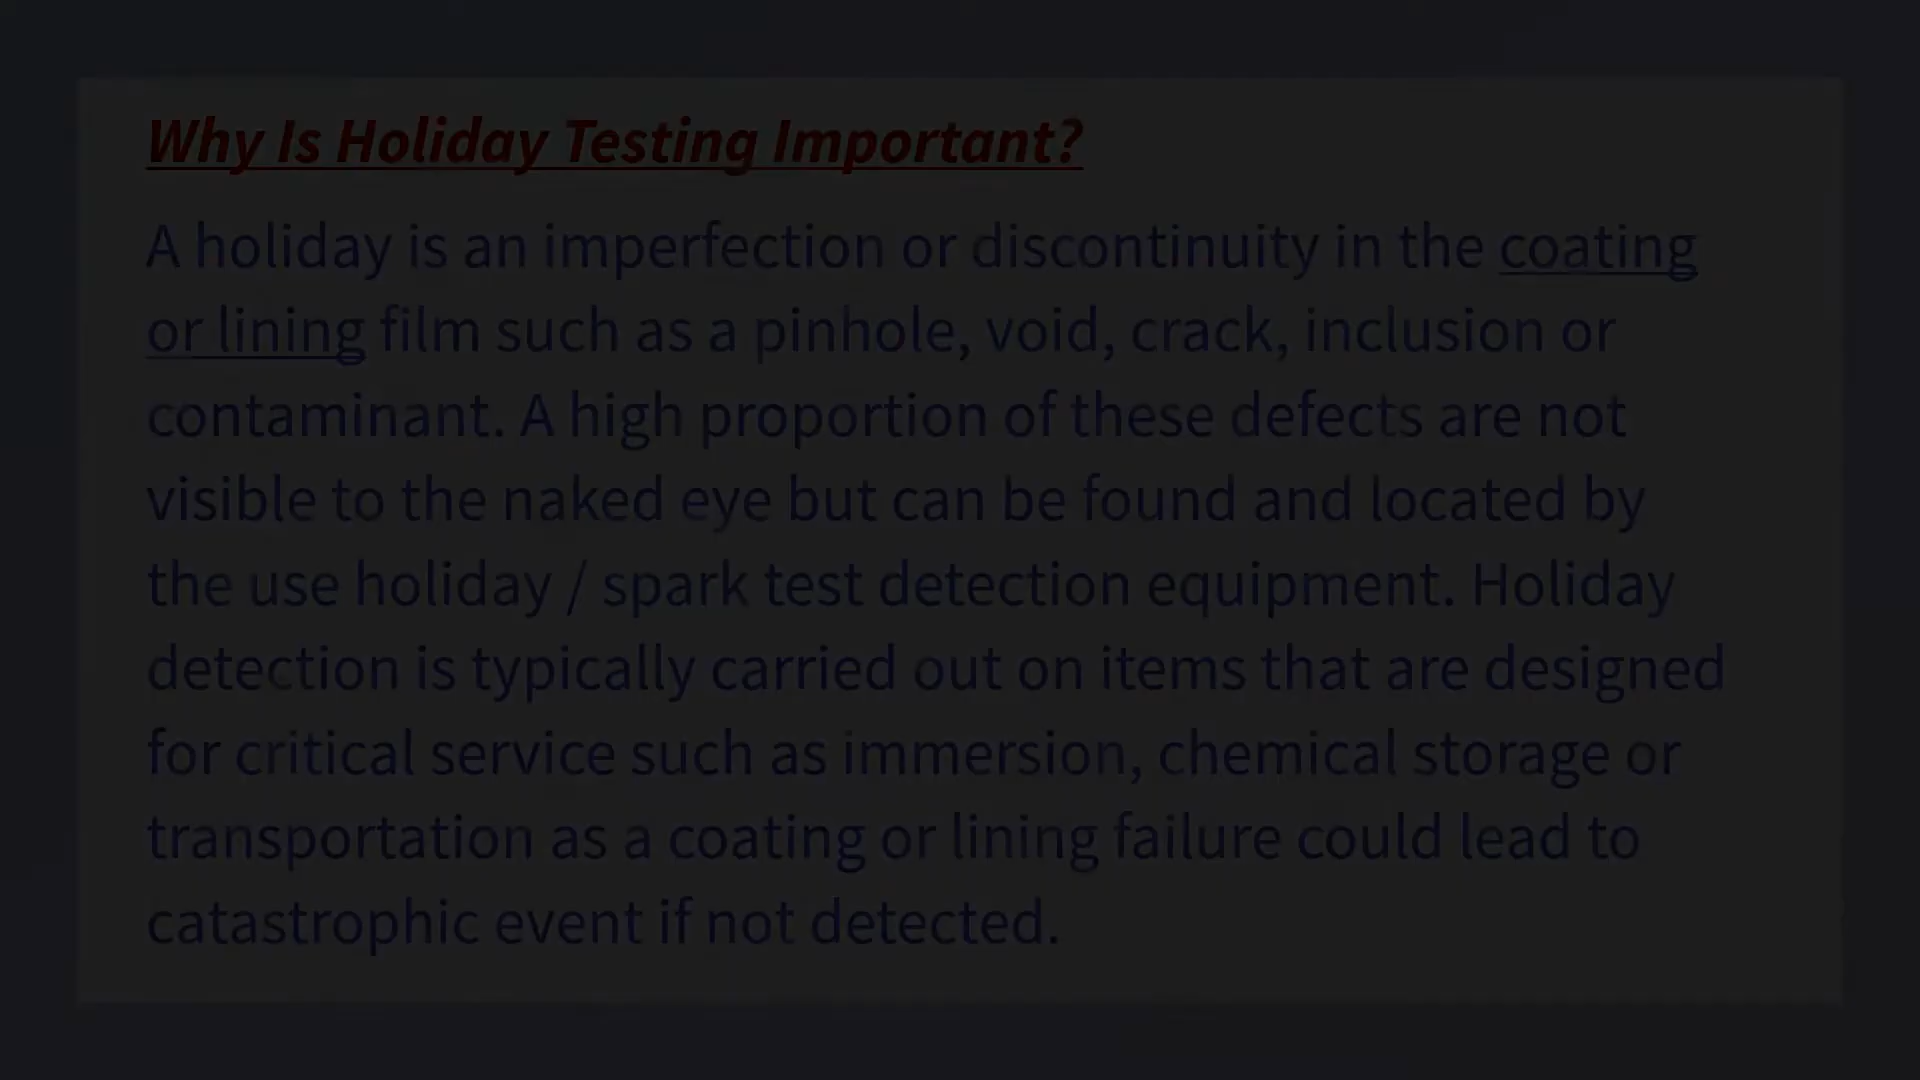 Why Is Holiday Testing Important?
A holiday is an imperfection or discontinuity in the coating
or lining film such as a pinhole, void, crack, inclusion or
contaminant. A high proportion of these defects are not
visible to the naked eye but can be found and located by
the use holiday / spark test detection equipment. Holiday
detection is typically carried out on items that are designed
for critical service such as immersion, chemical storage or
transportation as a coating or lining failure could lead to
catastrophic event if not detected.